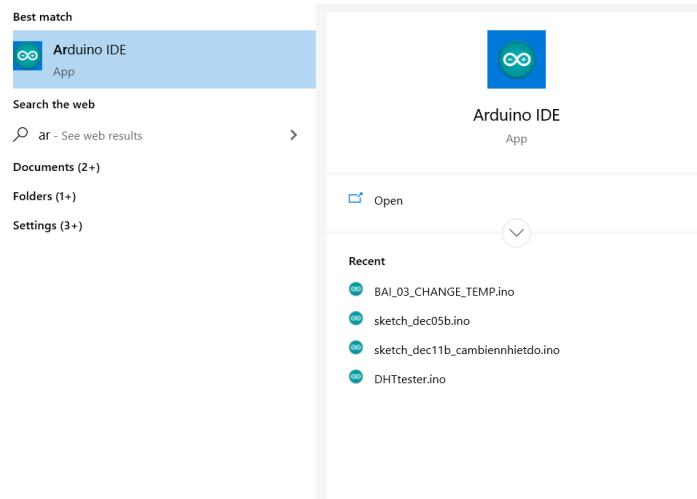 Best match
Arduino IDE
App
Search the web
ar - See web results
Documents (2+)
Folders (1+)
Settings (3+)
Arduino IDE
App
Open
Recent
BAI_03_CHANGE_TEMP.ino
sketch_dec05b.ino
sketch_dec11b_cambiennhietdo.ino
DHTtester.ino